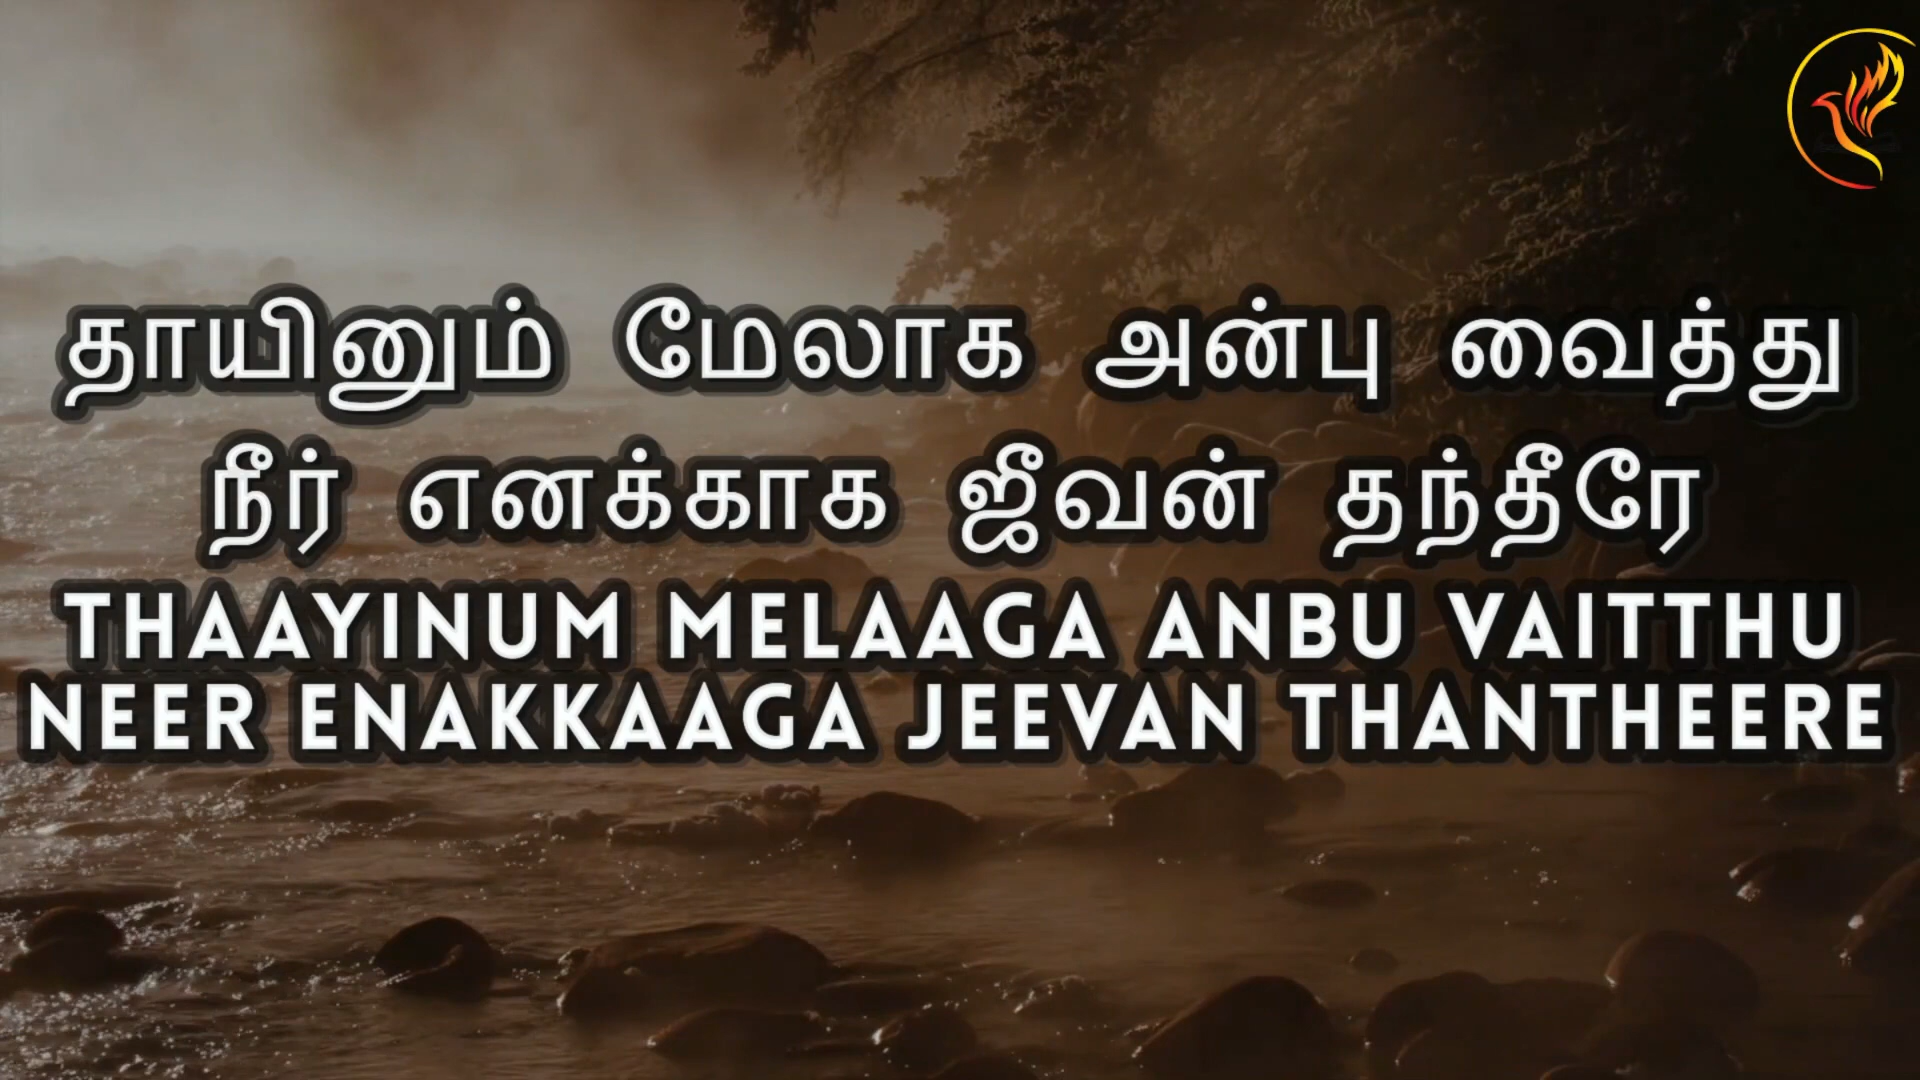 தாயினும் மேலாக அன்பு வைத்து
நீர் எனக்காக ஜீவன் தந்தீரே
THAAYINUM MELAAGA ANBU VAITTHU
NEER ENAKKAAGA JEEVAN THANTHEERE